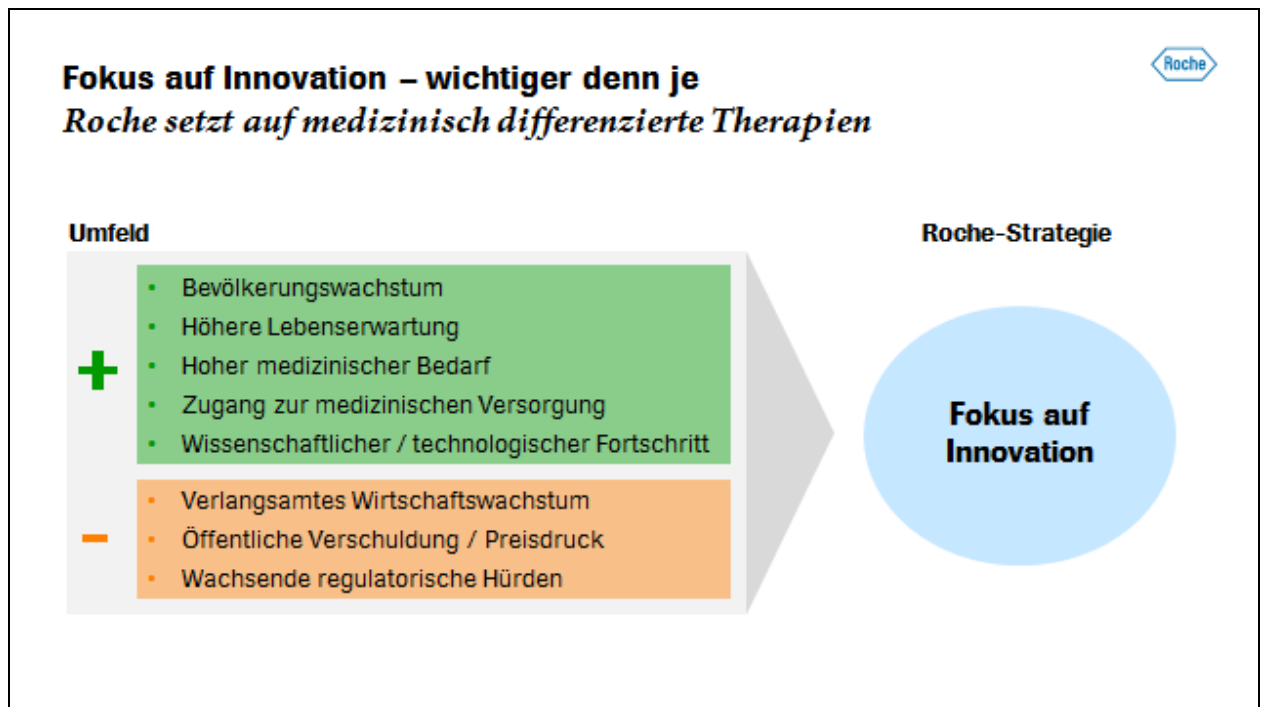 Fokus auf Innovation – wichtiger denn je
Roche
Roche setzt auf medizinisch differenzierte Therapien
Umfeld
Roche-Strategie
+
• Bevölkerungswachstum
• Höhere Lebenserwartung
• Hoher medizinischer Bedarf
• Zugang zur medizinischen Versorgung
• Wissenschaftlicher / technologischer Fortschritt
–
• Verlangsamtes Wirtschaftswachstum
• Öffentliche Verschuldung / Preisdruck
• Wachsende regulatorische Hürden
Fokus auf
Innovation